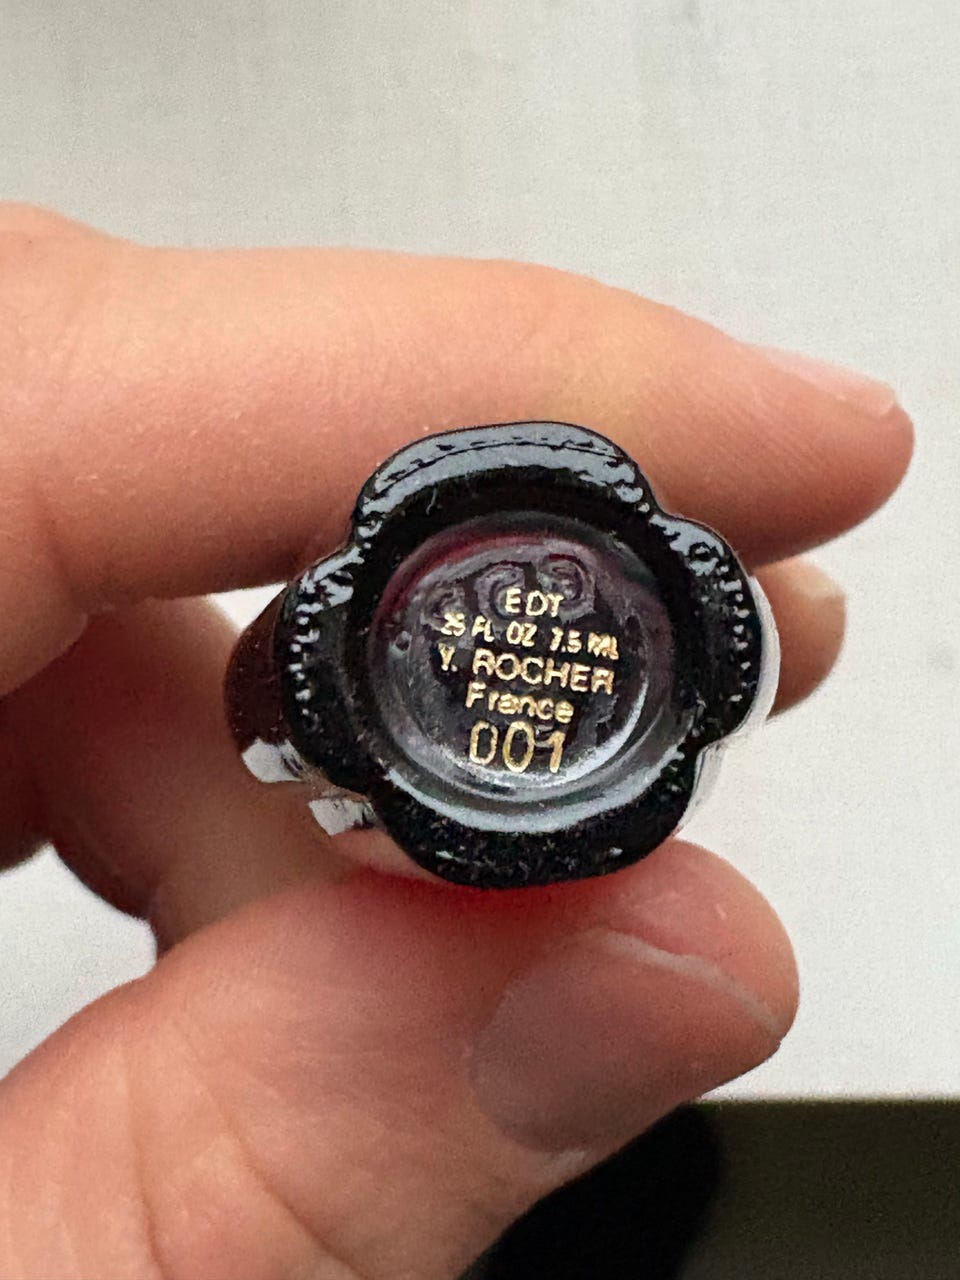 EDT
.25 FL OZ 7.5 ML
Y. ROCHER
France
001